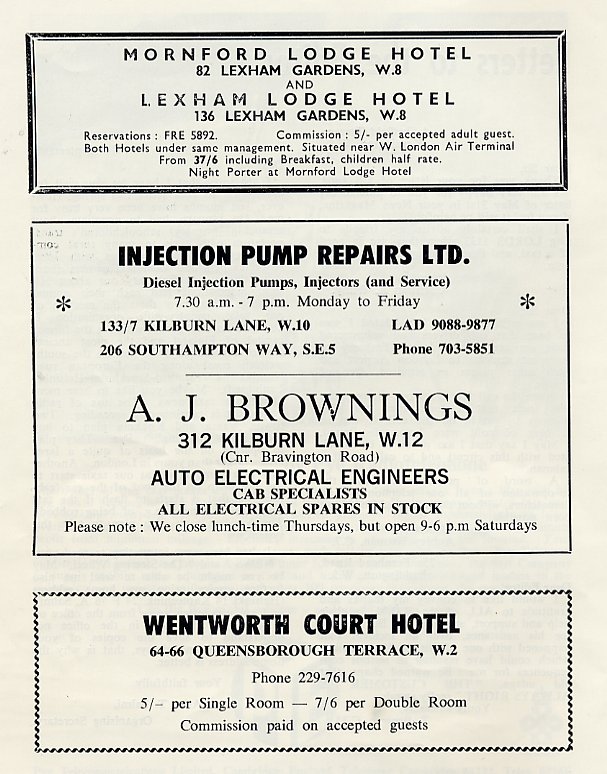 MORNFORD LODGE HOTEL
82 LEXHAM GARDENS, W.8
AND
LEXHAM LODGE HOTEL
136 LEXHAM GARDENS, W.8
Reservations : FRE 5892. Commission : 5/- per accepted adult guest.
Both Hotels under same management. Situated near W. London Air Terminal
From 37/6 including Breakfast, children half rate.
Night Porter at Mornford Lodge Hotel
INJECTION PUMP REPAIRS LTD.
Diesel Injection Pumps, Injectors (and Service)
* 7.30 a.m. - 7 p.m. Monday to Friday *
133/7 KILBURN LANE, W.10 LAD 9088-9877
206 SOUTHAMPTON WAY, S.E.5 Phone 703-5851
A. J. BROWNINGS
312 KILBURN LANE, W.12
(Cnr. Bravington Road)
AUTO ELECTRICAL ENGINEERS
CAB SPECIALISTS
ALL ELECTRICAL SPARES IN STOCK
Please note : We close lunch-time Thursdays, but open 9-6 p.m Saturdays
WENTWORTH COURT HOTEL
64-66 QUEENSBOROUGH TERRACE, W.2
Phone 229-7616
5/- per Single Room — 7/6 per Double Room
Commission paid on accepted guests